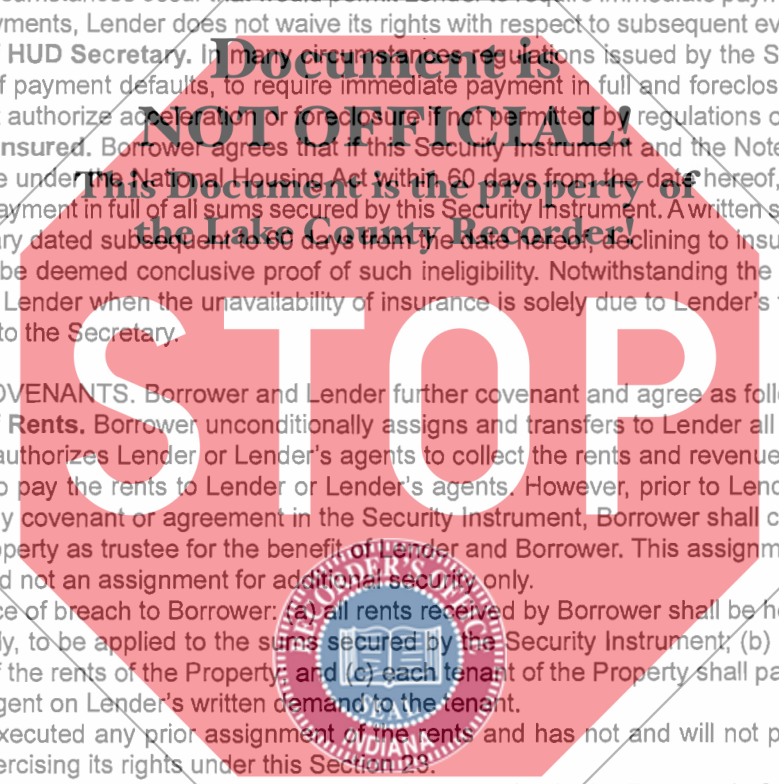 cumstances occur that would permit Lender to require immediate paym
yments, Lender does not waive its rights with respect to subsequent ev
f HUD Secretary. In many circumstances regulations issued by the S
Document is
of payment defaults, to require immediate payment in full and foreclos
t authorize acceleration or foreclosure if not permitted by regulations o
NOT OFFICIAL!
nsured. Borrower agrees that if this Security Instrument and the Note
e under the National Housing Act within 60 days from the date hereof,
This Document is the property of
ayment in full of all sums secured by this Security Instrument. A written s
ary dated subsequent to 60 days from the date hereof, declining to insu
the Lake County Recorder!
be deemed conclusive proof of such ineligibility. Notwithstanding the
Lender when the unavailability of insurance is solely due to Lender's
to the Secretary.
STOP
OVENANTS. Borrower and Lender further covenant and agree as follo
f Rents. Borrower unconditionally assigns and transfers to Lender all
authorizes Lender or Lender's agents to collect the rents and revenue
o pay the rents to Lender or Lender's agents. However, prior to Lend
y covenant or agreement in the Security Instrument, Borrower shall c
operty as trustee for the benefit of Lender and Borrower. This assignm
d not an assignment for additional security only.
ce of breach to Borrower: (a) all rents received by Borrower shall be he
ly, to be applied to the sums secured by the Security Instrument; (b)
f the rents of the Property; and (c) each tenant of the Property shall pa
gent on Lender's written demand to the tenant.
xecuted any prior assignment of the rents and has not and will not p
ercising its rights under this Section 23.
RECORDER'S OFFICE
SEAL
INDIANA